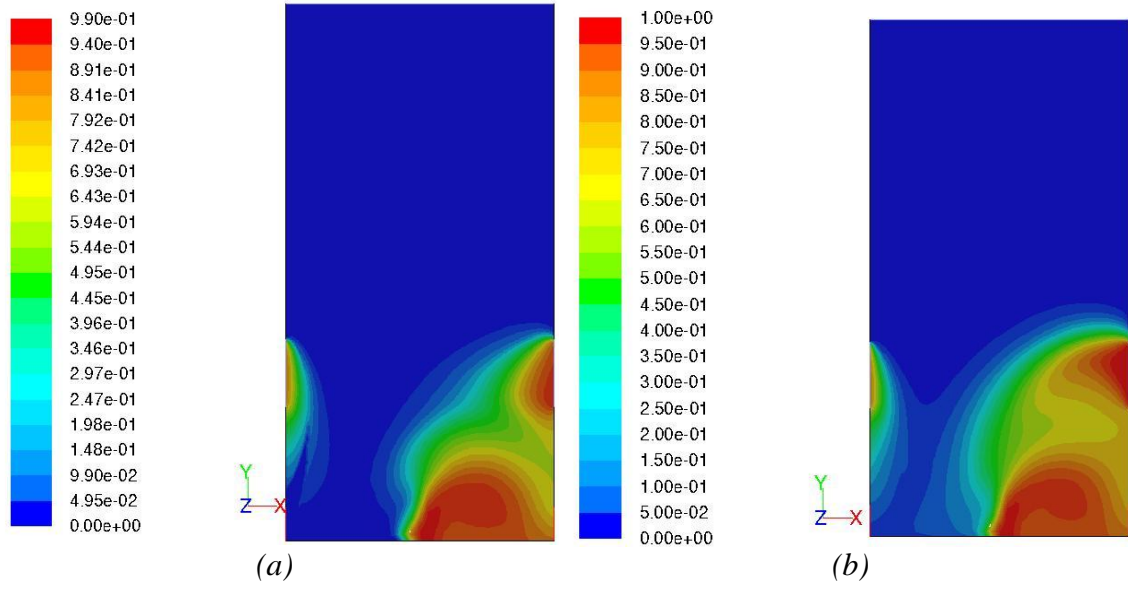 9.90e-01
9.40e-01
8.91e-01
8.41e-01
7.92e-01
7.42e-01
6.93e-01
6.43e-01
5.94e-01
5.44e-01
4.95e-01
4.45e-01
3.96e-01
3.46e-01
2.97e-01
2.47e-01
1.98e-01
1.48e-01
9.90e-02
4.95e-02
0.00e+00
Y
Z
X
(a)
1.00e+00
9.50e-01
9.00e-01
8.50e-01
8.00e-01
7.50e-01
7.00e-01
6.50e-01
6.00e-01
5.50e-01
5.00e-01
4.50e-01
4.00e-01
3.50e-01
3.00e-01
2.50e-01
2.00e-01
1.50e-01
1.00e-01
5.00e-02
0.00e+00
Y
Z
X
(b)